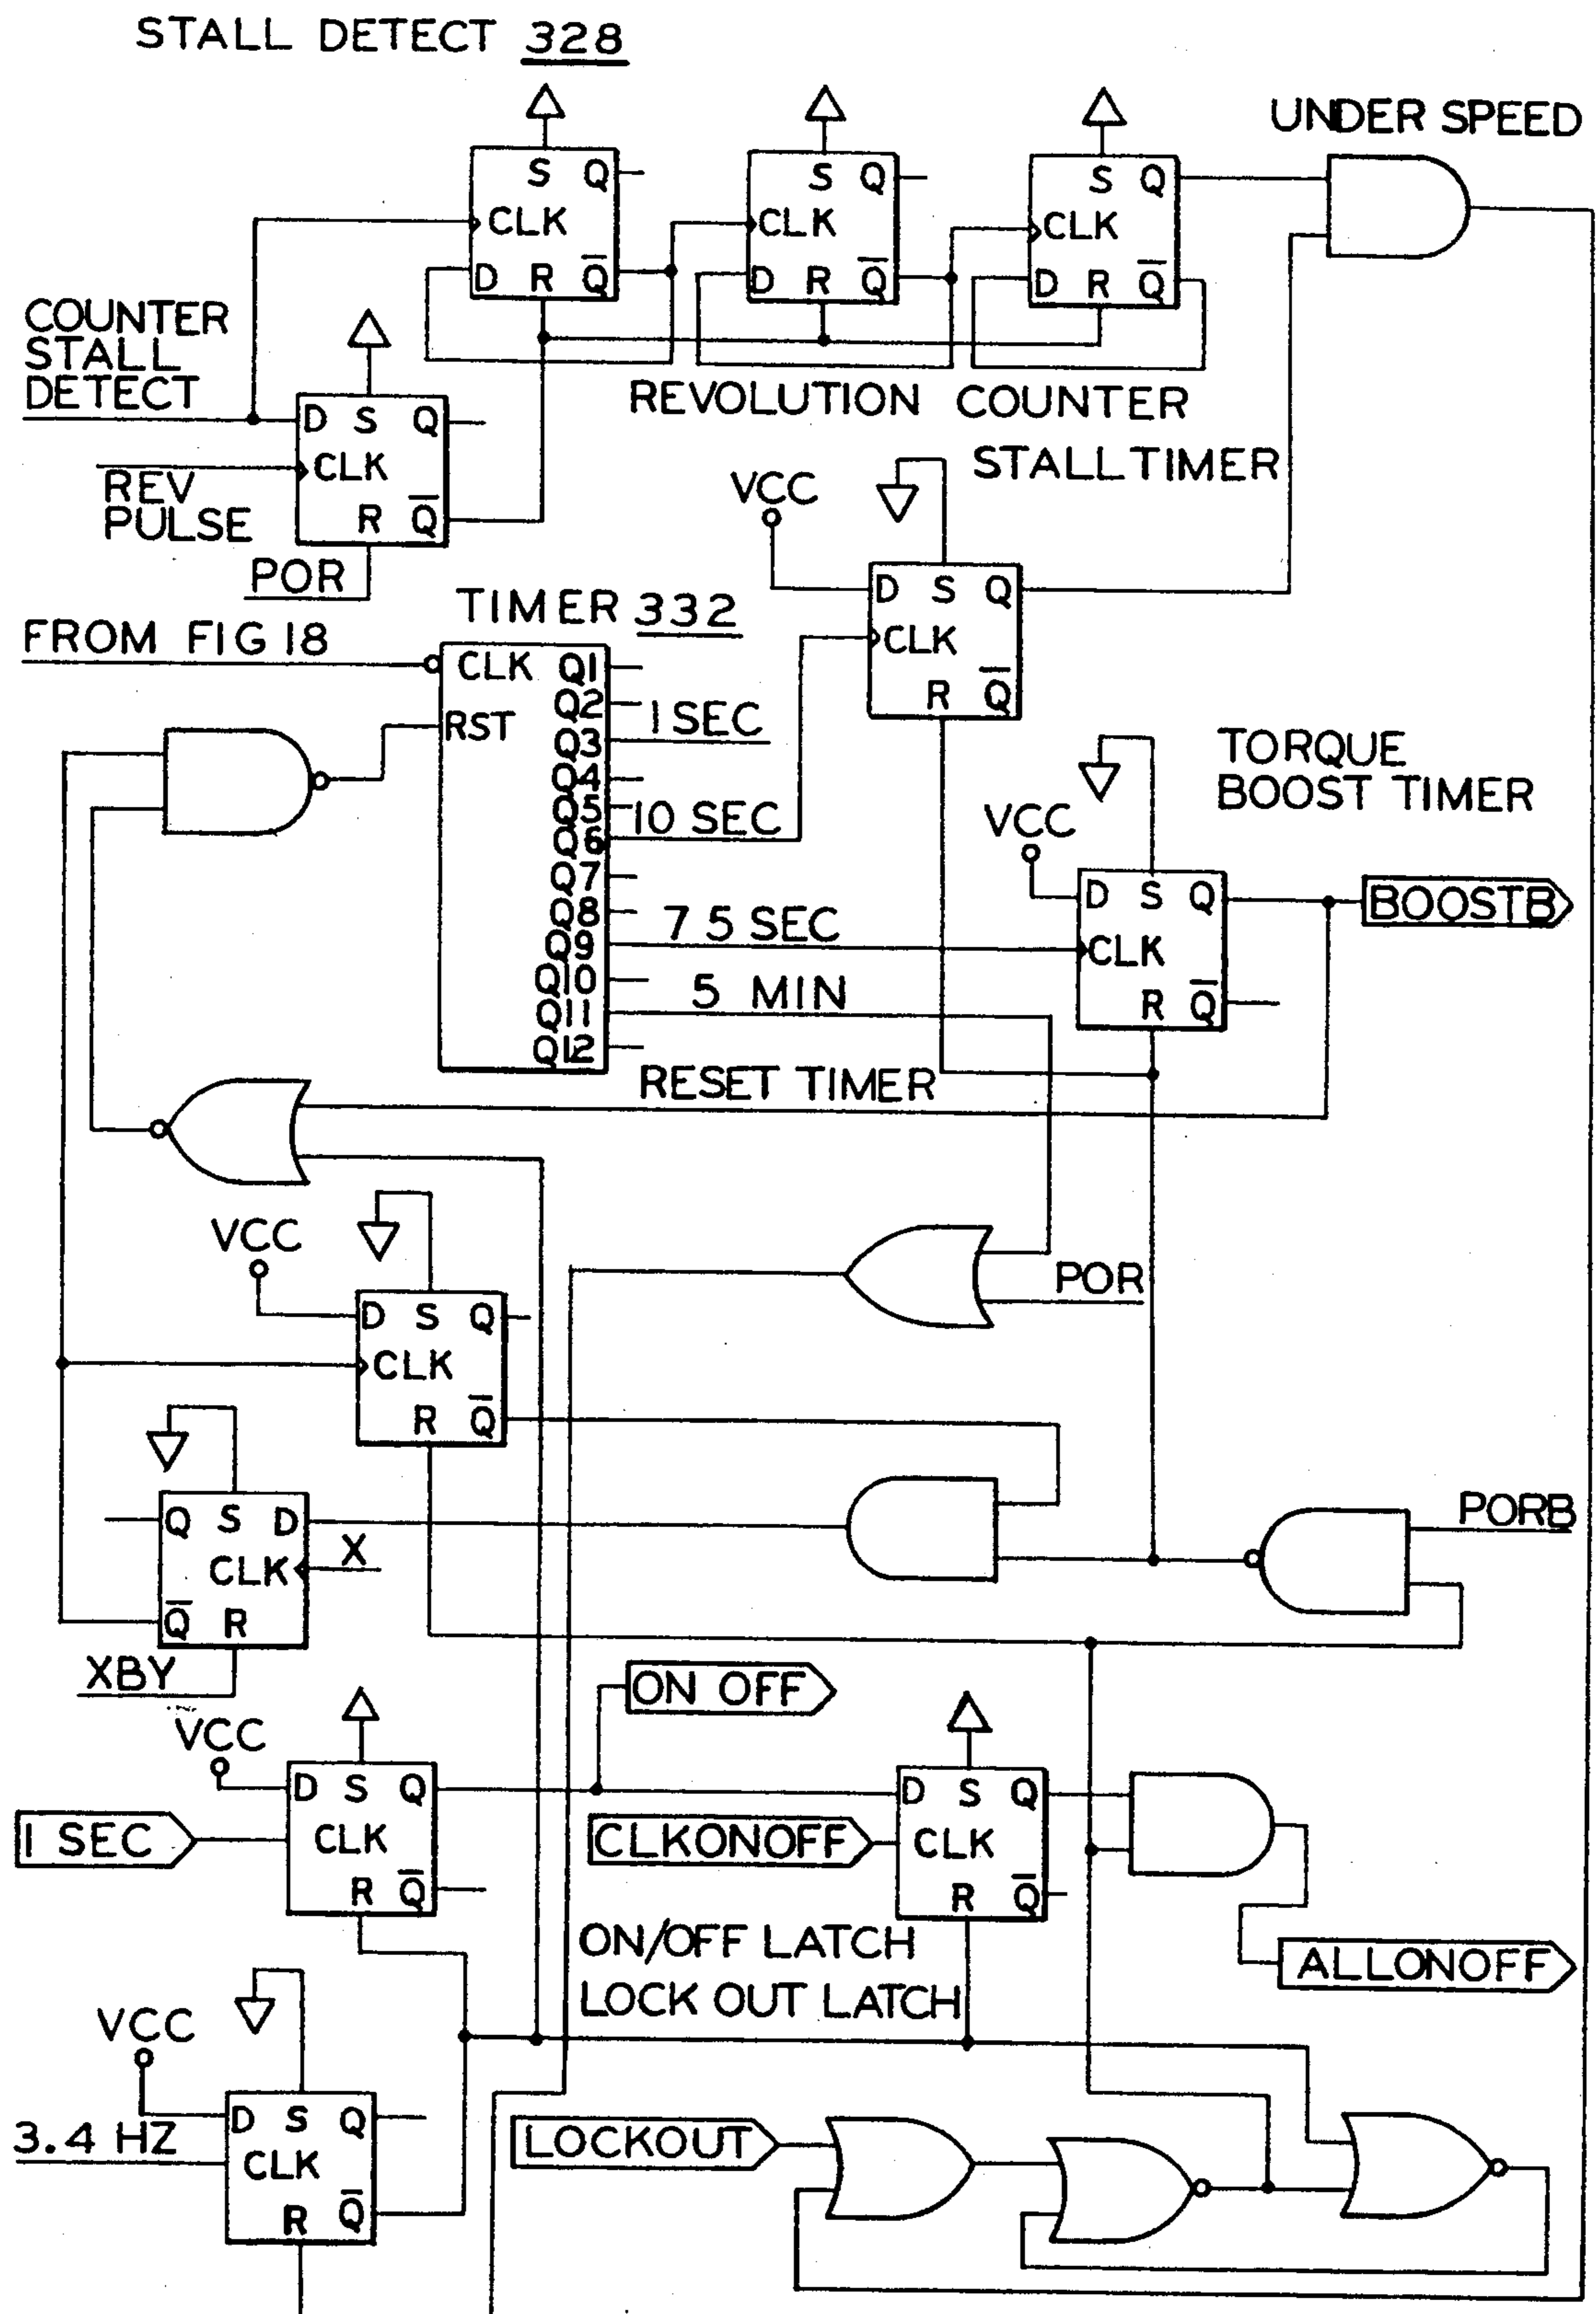 STALL DETECT 328
UNDER SPEED
S Q
CLK
D R Q̅
S Q
CLK
D R Q̅
S Q
CLK
D R Q̅
COUNTER
STALL
DETECT
D S Q
CLK
R Q̅
REV
PULSE
POR
REVOLUTION COUNTER
STALL TIMER
VCC
D S Q
CLK
R Q̅
TIMER 332
FROM FIG 18
CLK Q1
Q2
RST
Q3
Q4
Q5
Q6
Q7
Q8
Q9
Q10
Q11
Q12
1 SEC
10 SEC
7 5 SEC
5 MIN
TORQUE
BOOST TIMER
VCC
D S Q
CLK
R Q̅
BOOSTB
RESET TIMER
VCC
D S Q
CLK
R Q̅
POR
Q S D
CLK
Q̅ R
X
XBY
PORB
ON OFF
VCC
D S Q
CLK
R Q̅
1 SEC
CLKONOFF
D S Q
CLK
R Q̅
ALLONOFF
ON/OFF LATCH
LOCK OUT LATCH
VCC
D S Q
CLK
R Q̅
3.4 HZ
LOCKOUT